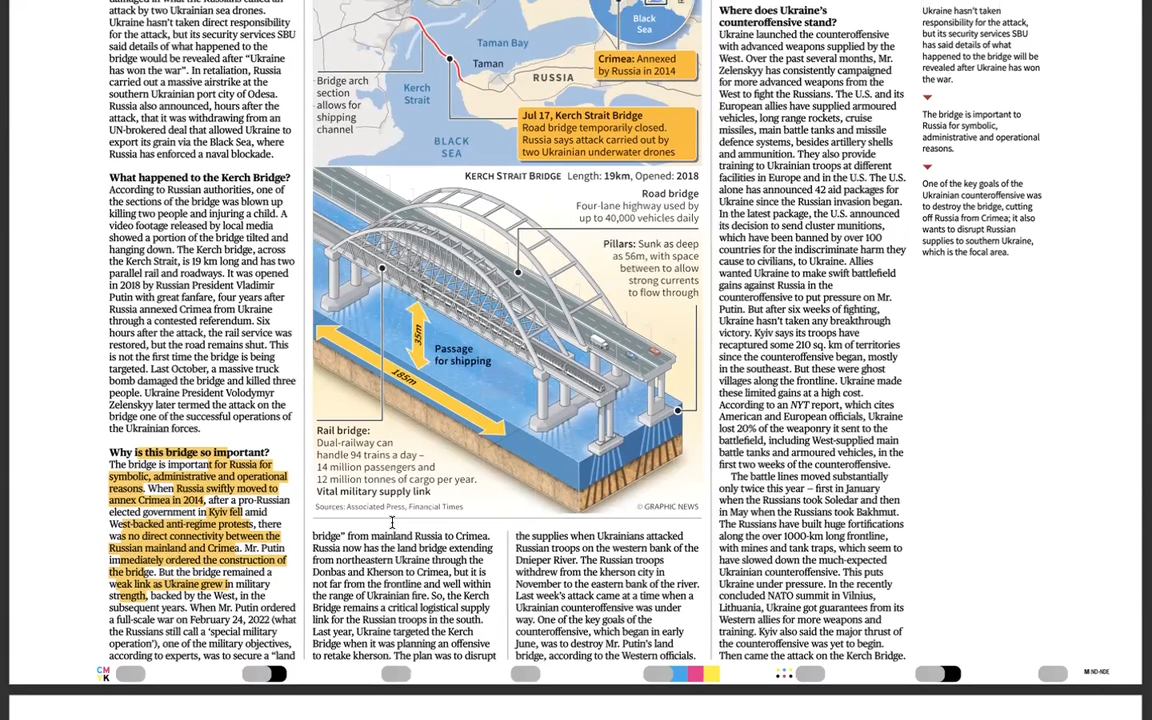 damaged in what the Russians called an
attack by two Ukrainian sea drones.
Ukraine hasn't taken direct responsibility
for the attack, but its security services SBU
said details of what happened to the
bridge would be revealed after "Ukraine
has won the war". In retaliation, Russia
carried out a massive airstrike at the
southern Ukrainian port city of Odesa.
Russia also announced, hours after the
attack, that it was withdrawing from an
UN-brokered deal that allowed Ukraine to
export its grain via the Black Sea, where
Russia has enforced a naval blockade.
What happened to the Kerch Bridge?
According to Russian authorities, one of
the sections of the bridge was blown up
killing two people and injuring a child. A
video footage released by local media
showed a portion of the bridge tilted and
hanging down. The Kerch bridge, across
the Kerch Strait, is 19 km long and has two
parallel rail and roadways. It was opened
in 2018 by Russian President Vladimir
Putin with great fanfare, four years after
Russia annexed Crimea from Ukraine
through a contested referendum. Six
hours after the attack, the rail service was
restored, but the road remains shut. This
is not the first time the bridge is being
targeted. Last October, a massive truck
bomb damaged the bridge and killed three
people. Ukraine President Volodymyr
Zelenskyy later termed the attack on the
bridge one of the successful operations of
the Ukrainian forces.
Why is this bridge so important?
The bridge is important for Russia for
symbolic, administrative and operational
reasons. When Russia swiftly moved to
annex Crimea in 2014, after a pro-Russian
elected government in Kyiv fell amid
West-backed anti-regime protests, there
was no direct connectivity between the
Russian mainland and Crimea. Mr. Putin
immediately ordered the construction of
the bridge. But the bridge remained a
weak link as Ukraine grew in military
strength, backed by the West, in the
subsequent years. When Mr. Putin ordered
a full-scale war on February 24, 2022 (what
the Russians still call a 'special military
operation'), one of the military objectives,
according to experts, was to secure a "land
Black
Sea
Taman Bay
Taman
RUSSIA
Crimea: Annexed
by Russia in 2014
Bridge arch
section
allows for
shipping
channel
Kerch
Strait
BLACK
SEA
Jul 17, Kerch Strait Bridge
Road bridge temporarily closed.
Russia says attack carried out by
two Ukrainian underwater drones
KERCH STRAIT BRIDGE Length: 19km, Opened: 2018
Road bridge
Four-lane highway used by
up to 40,000 vehicles daily
Pillars: Sunk as deep
as 56m, with space
between to allow
strong currents
to flow through
35m
Passage
for shipping
185m
Rail bridge:
Dual-railway can
handle 94 trains a day –
14 million passengers and
12 million tonnes of cargo per year.
Vital military supply link
Sources: Associated Press, Financial Times
© GRAPHIC NEWS
bridge" from mainland Russia to Crimea.
Russia now has the land bridge extending
from northeastern Ukraine through the
Donbas and Kherson to Crimea, but it is
not far from the frontline and well within
the range of Ukrainian fire. So, the Kerch
Bridge remains a critical logistical supply
link for the Russian troops in the south.
Last year, Ukraine targeted the Kerch
Bridge when it was planning an offensive
to retake kherson. The plan was to disrupt
the supplies when Ukrainians attacked
Russian troops on the western bank of the
Dnieper River. The Russian troops
withdrew from the kherson city in
November to the eastern bank of the river.
Last week's attack came at a time when a
Ukrainian counteroffensive was under
way. One of the key goals of the
counteroffensive, which began in early
June, was to destroy Mr. Putin's land
bridge, according to the Western officials.
Where does Ukraine's
counteroffensive stand?
Ukraine launched the counteroffensive
with advanced weapons supplied by the
West. Over the past several months, Mr.
Zelenskyy has consistently campaigned
for more advanced weapons from the
West to fight the Russians. The U.S. and its
European allies have supplied armoured
vehicles, long range rockets, cruise
missiles, main battle tanks and missile
defence systems, besides artillery shells
and ammunition. They also provide
training to Ukrainian troops at different
facilities in Europe and in the U.S. The U.S.
alone has announced 42 aid packages for
Ukraine since the Russian invasion began.
In the latest package, the U.S. announced
its decision to send cluster munitions,
which have been banned by over 100
countries for the indiscriminate harm they
cause to civilians, to Ukraine. Allies
wanted Ukraine to make swift battlefield
gains against Russia in the
counteroffensive to put pressure on Mr.
Putin. But after six weeks of fighting,
Ukraine hasn't taken any breakthrough
victory. Kyiv says its troops have
recaptured some 210 sq. km of territories
since the counteroffensive began, mostly
in the southeast. But these were ghost
villages along the frontline. Ukraine made
these limited gains at a high cost.
According to an NYT report, which cites
American and European officials, Ukraine
lost 20% of the weaponry it sent to the
battlefield, including West-supplied main
battle tanks and armoured vehicles, in the
first two weeks of the counteroffensive.
The battle lines moved substantially
only twice this year – first in January
when the Russians took Soledar and then
in May when the Russians took Bakhmut.
The Russians have built huge fortifications
along the over 1000-km long frontline,
with mines and tank traps, which seem to
have slowed down the much-expected
Ukrainian counteroffensive. This puts
Ukraine under pressure. In the recently
concluded NATO summit in Vilnius,
Lithuania, Ukraine got guarantees from its
Western allies for more weapons and
training. Kyiv also said the major thrust of
the counteroffensive was yet to begin.
Then came the attack on the Kerch Bridge.
Ukraine hasn't taken
responsibility for the attack,
but its security services SBU
has said details of what
happened to the bridge will be
revealed after Ukraine has won
the war.
The bridge is important to
Russia for symbolic,
administrative and operational
reasons.
One of the key goals of the
Ukrainian counteroffensive was
to destroy the bridge, cutting
off Russia from Crimea; it also
wants to disrupt Russian
supplies to southern Ukraine,
which is the focal area.
CM
YK
M ND-NDE